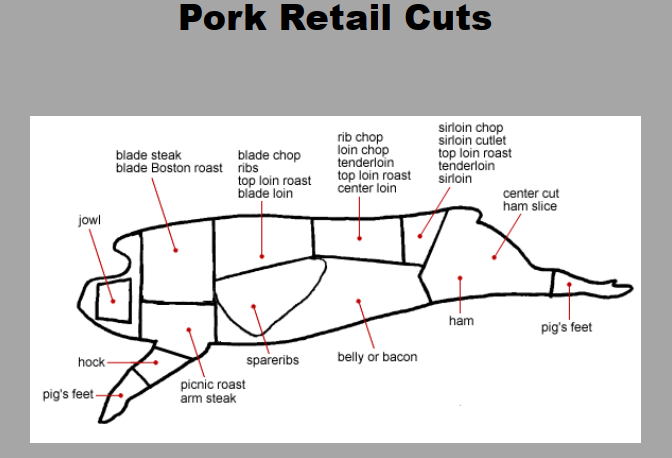 Pork Retail Cuts
blade steak
blade Boston roast
blade chop
ribs
top loin roast
blade loin
rib chop
loin chop
tenderloin
top loin roast
center loin
sirloin chop
sirloin cutlet
top loin roast
tenderloin
sirloin
center cut
ham slice
jowl
hock
pig's feet
picnic roast
arm steak
spareribs
belly or bacon
ham
pig's feet